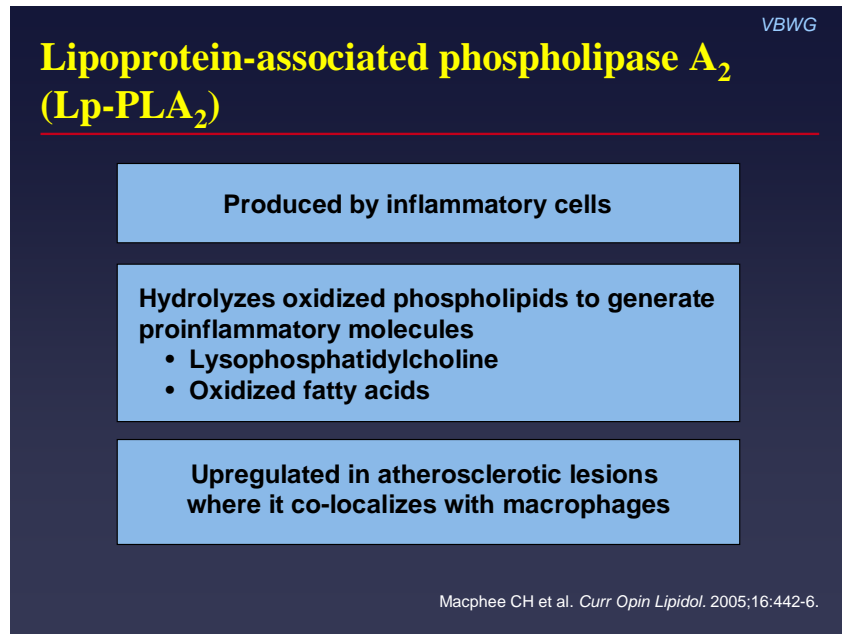 VBWG
Lipoprotein-associated phospholipase A₂
(Lp-PLA₂)
Produced by inflammatory cells
Hydrolyzes oxidized phospholipids to generate
proinflammatory molecules
• Lysophosphatidylcholine
• Oxidized fatty acids
Upregulated in atherosclerotic lesions
where it co-localizes with macrophages
Macphee CH et al. Curr Opin Lipidol. 2005;16:442-6.